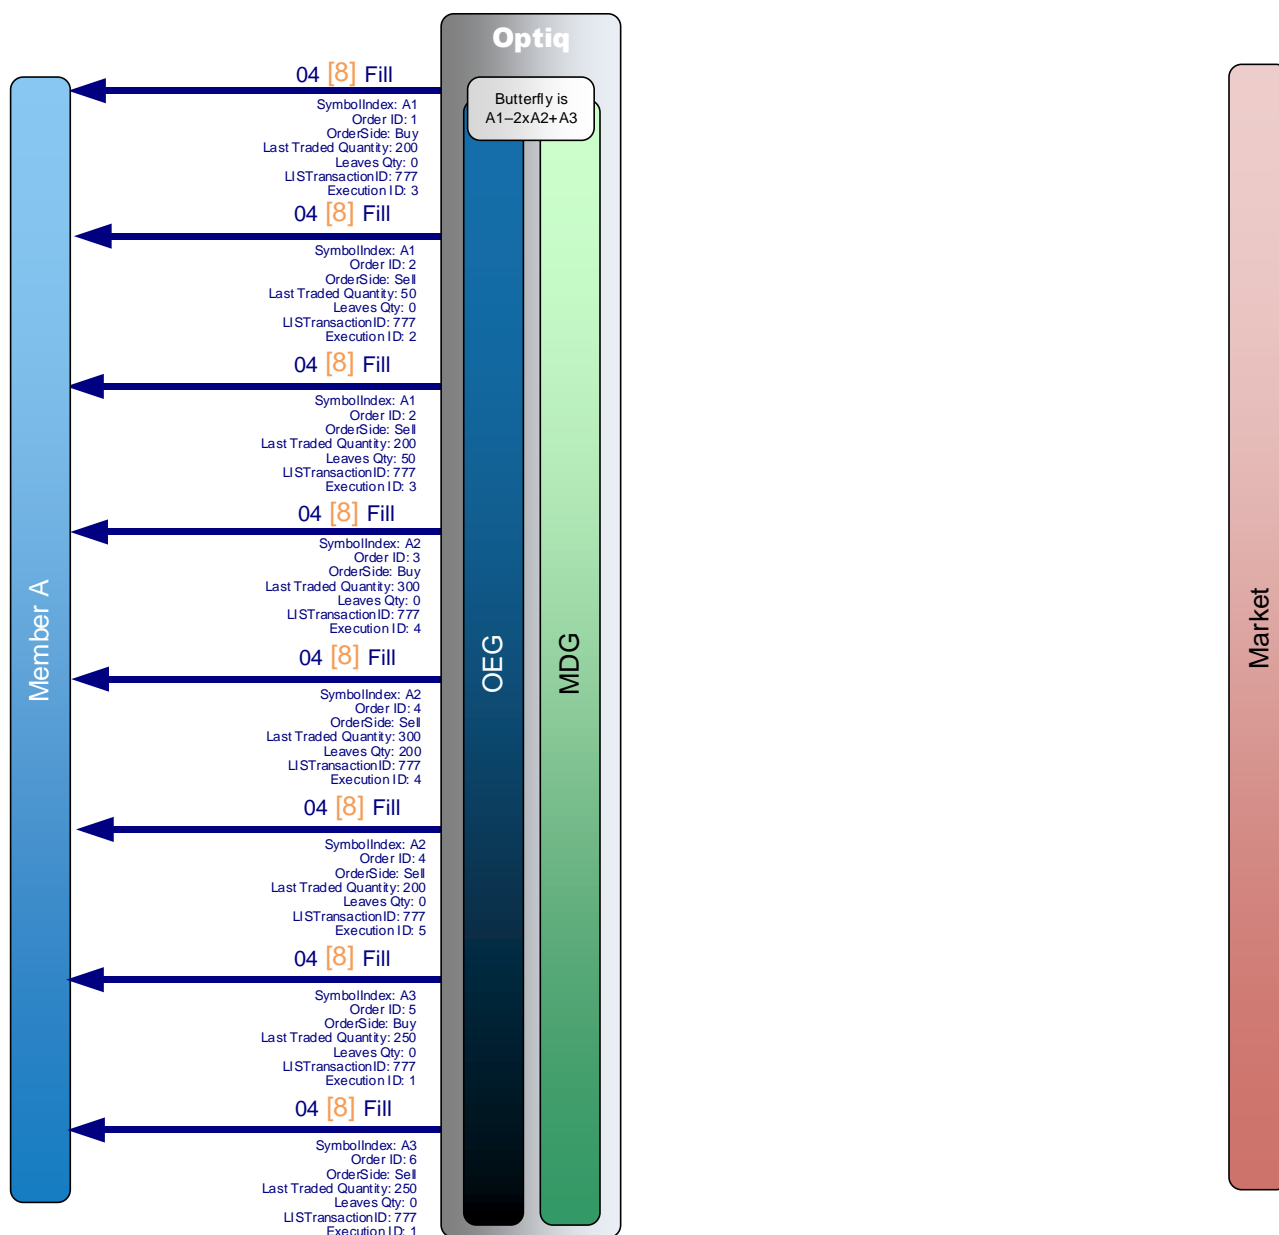 Optiq
Butterfly is
A1–2xA2+A3
04 [8] Fill
SymbolIndex: A1
Order ID: 1
OrderSide: Buy
Last Traded Quantity: 200
Leaves Qty: 0
LISTransactionID: 777
Execution ID: 3
04 [8] Fill
SymbolIndex: A1
Order ID: 2
OrderSide: Sell
Last Traded Quantity: 50
Leaves Qty: 0
LISTransactionID: 777
Execution ID: 2
04 [8] Fill
SymbolIndex: A1
Order ID: 2
OrderSide: Sell
Last Traded Quantity: 200
Leaves Qty: 50
LISTransactionID: 777
Execution ID: 3
04 [8] Fill
SymbolIndex: A2
Order ID: 3
OrderSide: Buy
Last Traded Quantity: 300
Leaves Qty: 0
LISTransactionID: 777
Execution ID: 4
04 [8] Fill
SymbolIndex: A2
Order ID: 4
OrderSide: Sell
Last Traded Quantity: 300
Leaves Qty: 200
LISTransactionID: 777
Execution ID: 4
04 [8] Fill
SymbolIndex: A2
Order ID: 4
OrderSide: Sell
Last Traded Quantity: 200
Leaves Qty: 0
LISTransactionID: 777
Execution ID: 5
04 [8] Fill
SymbolIndex: A3
Order ID: 5
OrderSide: Buy
Last Traded Quantity: 250
Leaves Qty: 0
LISTransactionID: 777
Execution ID: 1
04 [8] Fill
SymbolIndex: A3
Order ID: 6
OrderSide: Sell
Last Traded Quantity: 250
Leaves Qty: 0
LISTransactionID: 777
Execution ID: 1
Member A
OEG
MDG
Market